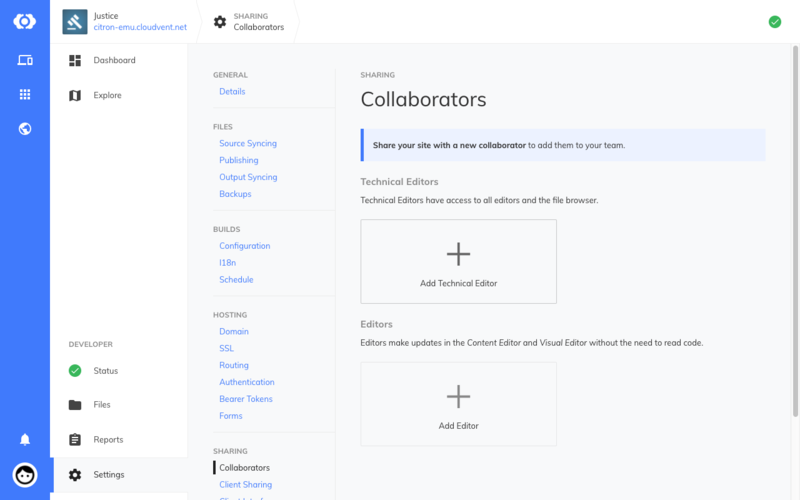 Justice
citron-emu.cloudvent.net
SHARING
Collaborators
Dashboard
Explore
DEVELOPER
Status
Files
Reports
Settings
GENERAL
Details
FILES
Source Syncing
Publishing
Output Syncing
Backups
BUILDS
Configuration
I18n
Schedule
HOSTING
Domain
SSL
Routing
Authentication
Bearer Tokens
Forms
SHARING
Collaborators
Client Sharing
SHARING
Collaborators
Share your site with a new collaborator to add them to your team.
Technical Editors
Technical Editors have access to all editors and the file browser.
Add Technical Editor
Editors
Editors make updates in the Content Editor and Visual Editor without the need to read code.
Add Editor